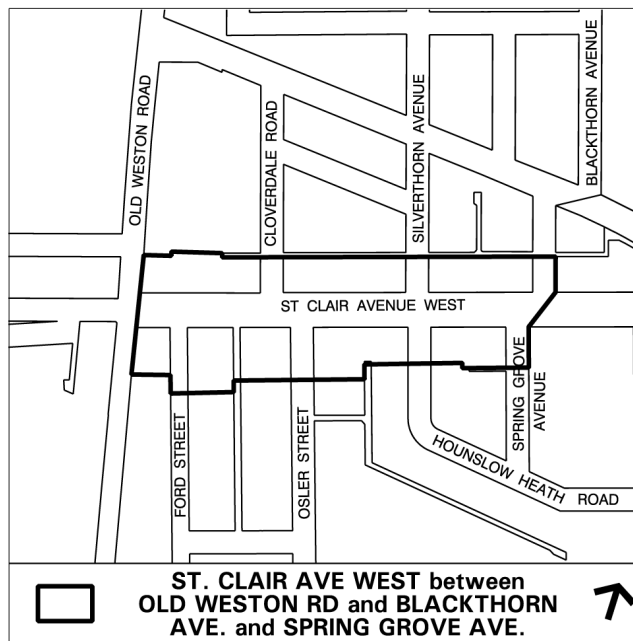 OLD WESTON ROAD
CLOVERDALE ROAD
SILVERTHORN AVENUE
BLACKTHORN AVENUE
ST CLAIR AVENUE WEST
FORD STREET
OSLER STREET
SPRING GROVE
AVENUE
HOUNSLOW HEATH ROAD
ST. CLAIR AVE WEST between
OLD WESTON RD and BLACKTHORN
AVE. and SPRING GROVE AVE.